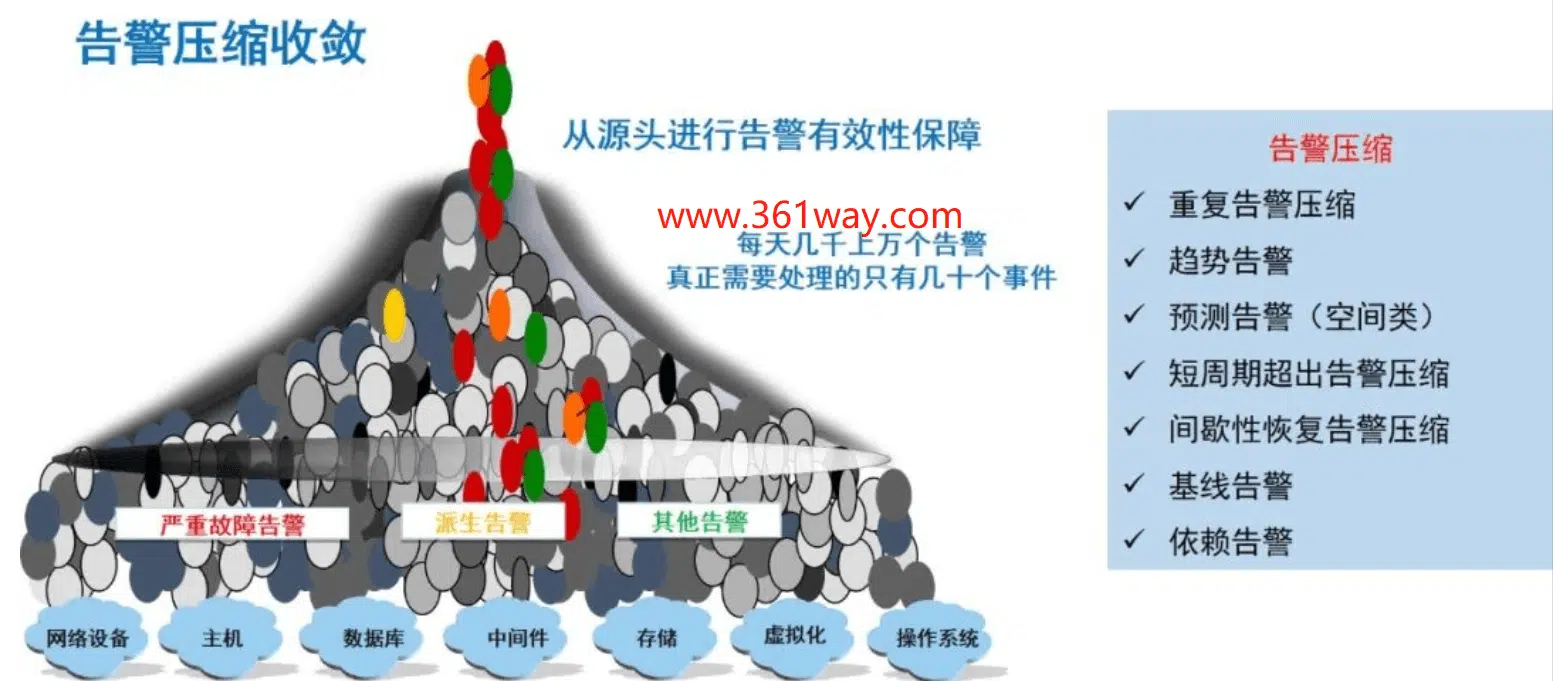 告警压缩收敛
从源头进行告警有效性保障
www.361way.com
每天几千上万个告警
真正需要处理的只有几十个事件
严重故障告警
派生告警
其他告警
网络设备
主机
数据库
中间件
存储
虚拟化
操作系统
告警压缩
✓ 重复告警压缩
✓ 趋势告警
✓ 预测告警（空间类）
✓ 短周期超出告警压缩
✓ 间歇性恢复告警压缩
✓ 基线告警
✓ 依赖告警